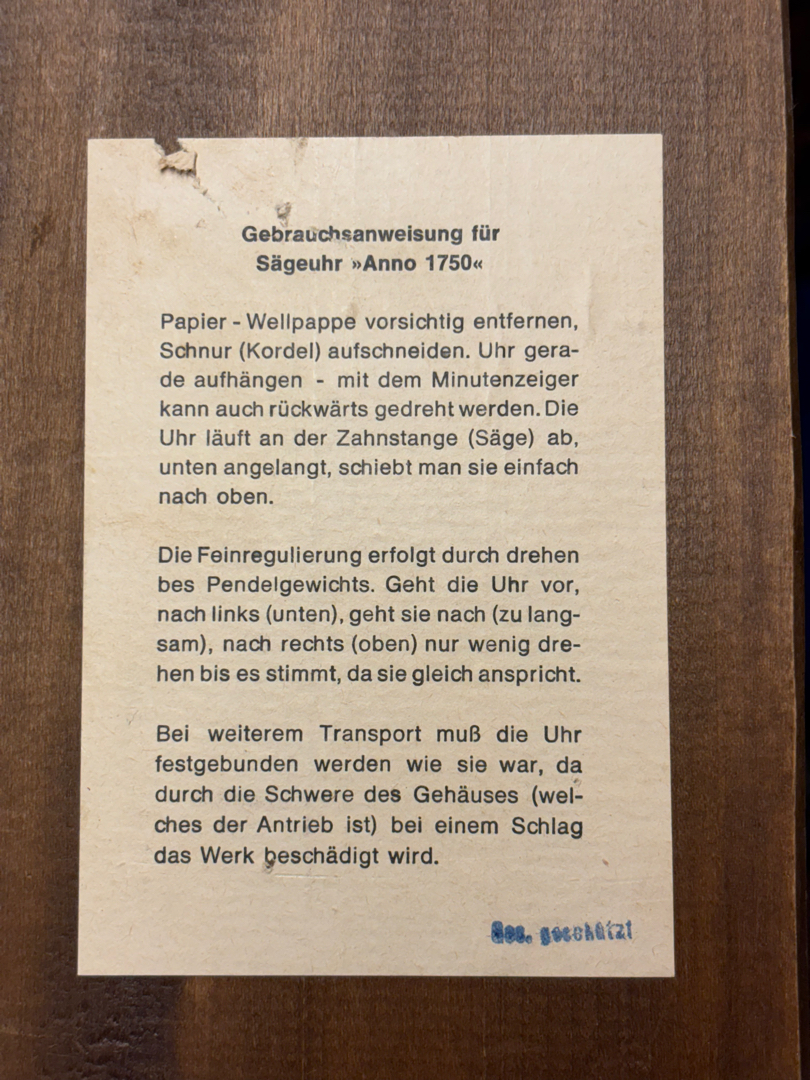 Gebrauchsanweisung für
Sägeuhr »Anno 1750«
Papier - Wellpappe vorsichtig entfernen,
Schnur (Kordel) aufschneiden. Uhr gera-
de aufhängen - mit dem Minutenzeiger
kann auch rückwärts gedreht werden. Die
Uhr läuft an der Zahnstange (Säge) ab,
unten angelangt, schiebt man sie einfach
nach oben.
Die Feinregulierung erfolgt durch drehen
bes Pendelgewichts. Geht die Uhr vor,
nach links (unten), geht sie nach (zu lang-
sam), nach rechts (oben) nur wenig dre-
hen bis es stimmt, da sie gleich anspricht.
Bei weiterem Transport muß die Uhr
festgebunden werden wie sie war, da
durch die Schwere des Gehäuses (wel-
ches der Antrieb ist) bei einem Schlag
das Werk beschädigt wird.
Ges. geschützt